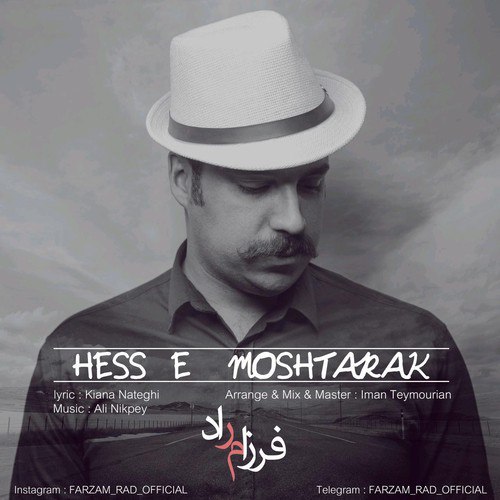 HESS E MOSHTARAK
lyric : Kiana Nateghi
Arrange & Mix & Master : Iman Teymourian
Music : Ali Nikpey
فرزام راد
Instagram : FARZAM_RAD_OFFICIAL
Telegram : FARZAM_RAD_OFFICIAL